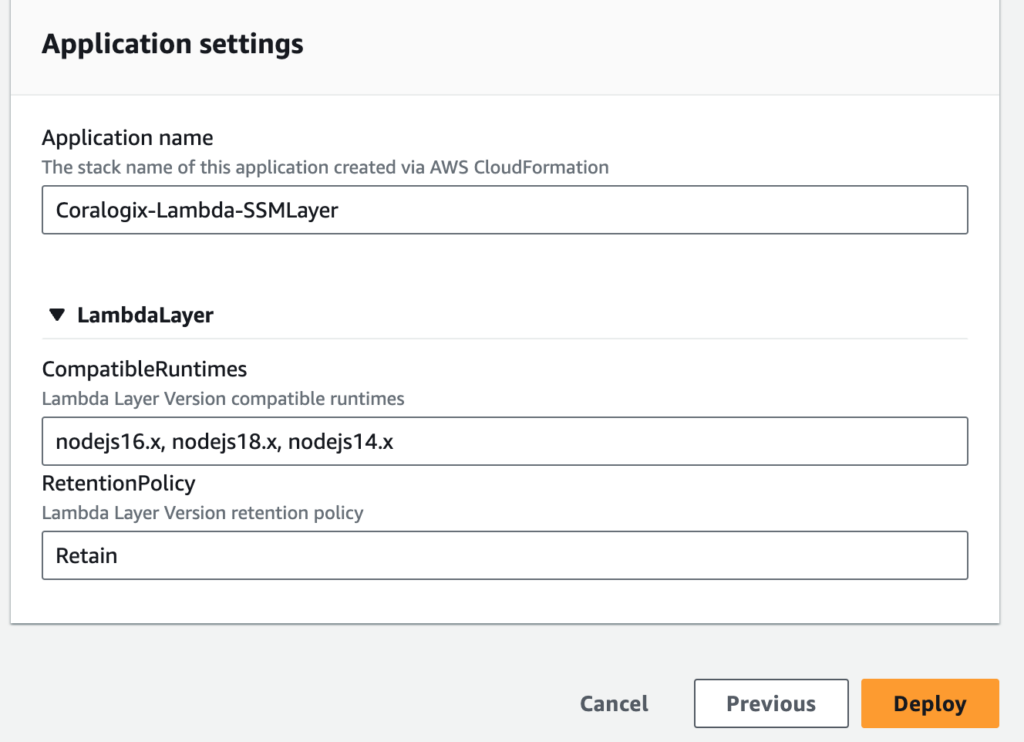 Application settings
Application name
The stack name of this application created via AWS CloudFormation
Coralogix-Lambda-SSMLayer
▼ LambdaLayer
CompatibleRuntimes
Lambda Layer Version compatible runtimes
nodejs16.x, nodejs18.x, nodejs14.x
RetentionPolicy
Lambda Layer Version retention policy
Retain
Cancel Previous Deploy